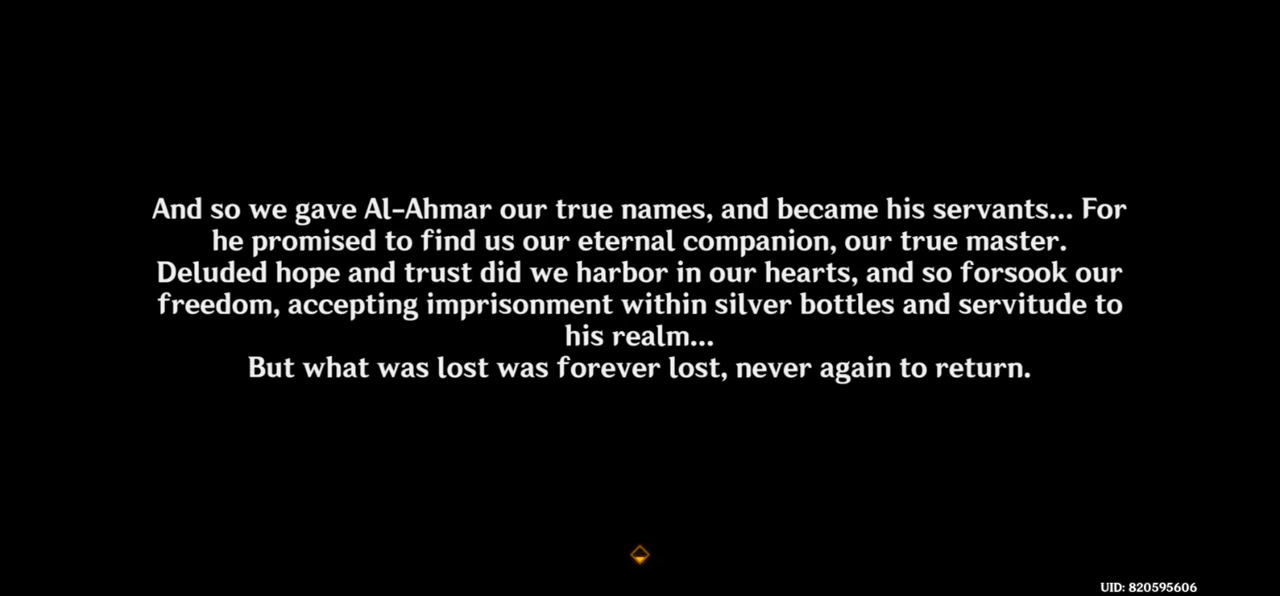 And so we gave Al-Ahmar our true names, and became his servants... For
he promised to find us our eternal companion, our true master.
Deluded hope and trust did we harbor in our hearts, and so forsook our
freedom, accepting imprisonment within silver bottles and servitude to
his realm...
But what was lost was forever lost, never again to return.
UID: 820595606